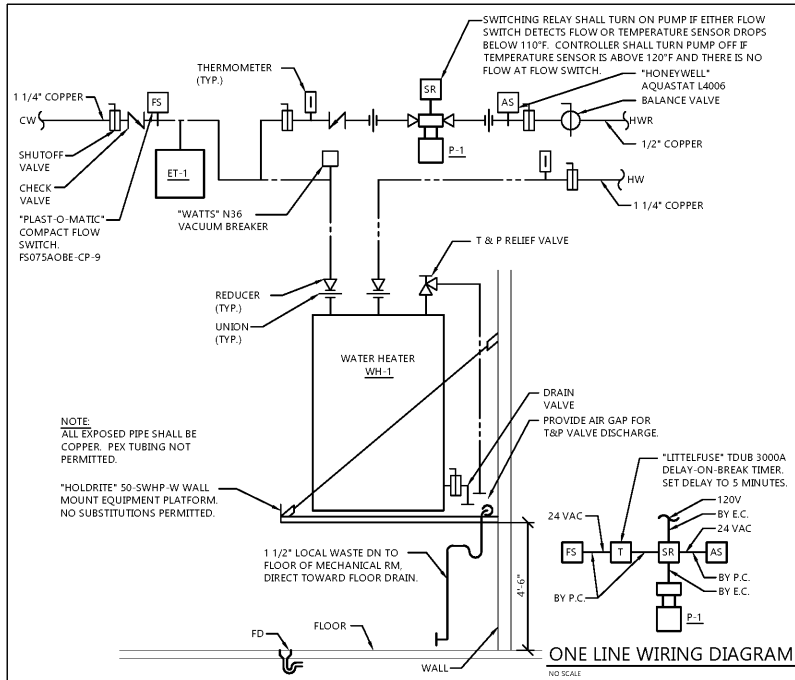 SWITCHING RELAY SHALL TURN ON PUMP IF EITHER FLOW
SWITCH DETECTS FLOW OR TEMPERATURE SENSOR DROPS
BELOW 110°F. CONTROLLER SHALL TURN PUMP OFF IF
TEMPERATURE SENSOR IS ABOVE 120°F AND THERE IS NO
FLOW AT FLOW SWITCH.
THERMOMETER
(TYP.)
"HONEYWELL"
AQUASTAT L4006
BALANCE VALVE
1 1/4" COPPER
FS
SR
AS
CW
HWR
1/2" COPPER
SHUTOFF
VALVE
CHECK
VALVE
ET-1
P-1
HW
1 1/4" COPPER
"PLAST-O-MATIC"
COMPACT FLOW
SWITCH.
FS075AOBE-CP-9
"WATTS" N36
VACUUM BREAKER
T & P RELIEF VALVE
REDUCER
(TYP.)
UNION
(TYP.)
WATER HEATER
WH-1
DRAIN
VALVE
PROVIDE AIR GAP FOR
T&P VALVE DISCHARGE.
NOTE:
ALL EXPOSED PIPE SHALL BE
COPPER. PEX TUBING NOT
PERMITTED.
"HOLDRITE" 50-SWHP-W WALL
MOUNT EQUIPMENT PLATFORM.
NO SUBSTITUTIONS PERMITTED.
"LITTELFUSE" TDUB 3000A
DELAY-ON-BREAK TIMER.
SET DELAY TO 5 MINUTES.
120V
BY E.C.
24 VAC
24 VAC
FS
T
SR
AS
BY P.C.
BY P.C.
BY E.C.
P-1
1 1/2" LOCAL WASTE DN TO
FLOOR OF MECHANICAL RM,
DIRECT TOWARD FLOOR DRAIN.
4'-6"
FD
FLOOR
WALL
ONE LINE WIRING DIAGRAM
NO SCALE